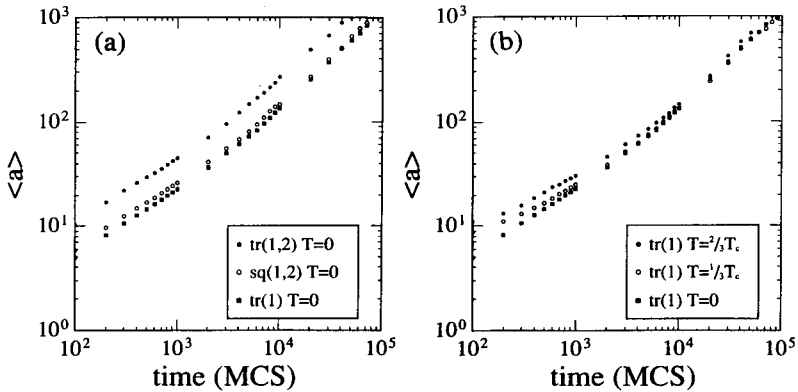 (a)
<a>
10³
10²
10¹
10⁰
tr(1,2) T=0
sq(1,2) T=0
tr(1) T=0
10² 10³ 10⁴ 10⁵
time (MCS)
(b)
<a>
10³
10²
10¹
10⁰
tr(1) T=²/₃T꜀
tr(1) T=¹/₃T꜀
tr(1) T=0
10² 10³ 10⁴ 10⁵
time (MCS)